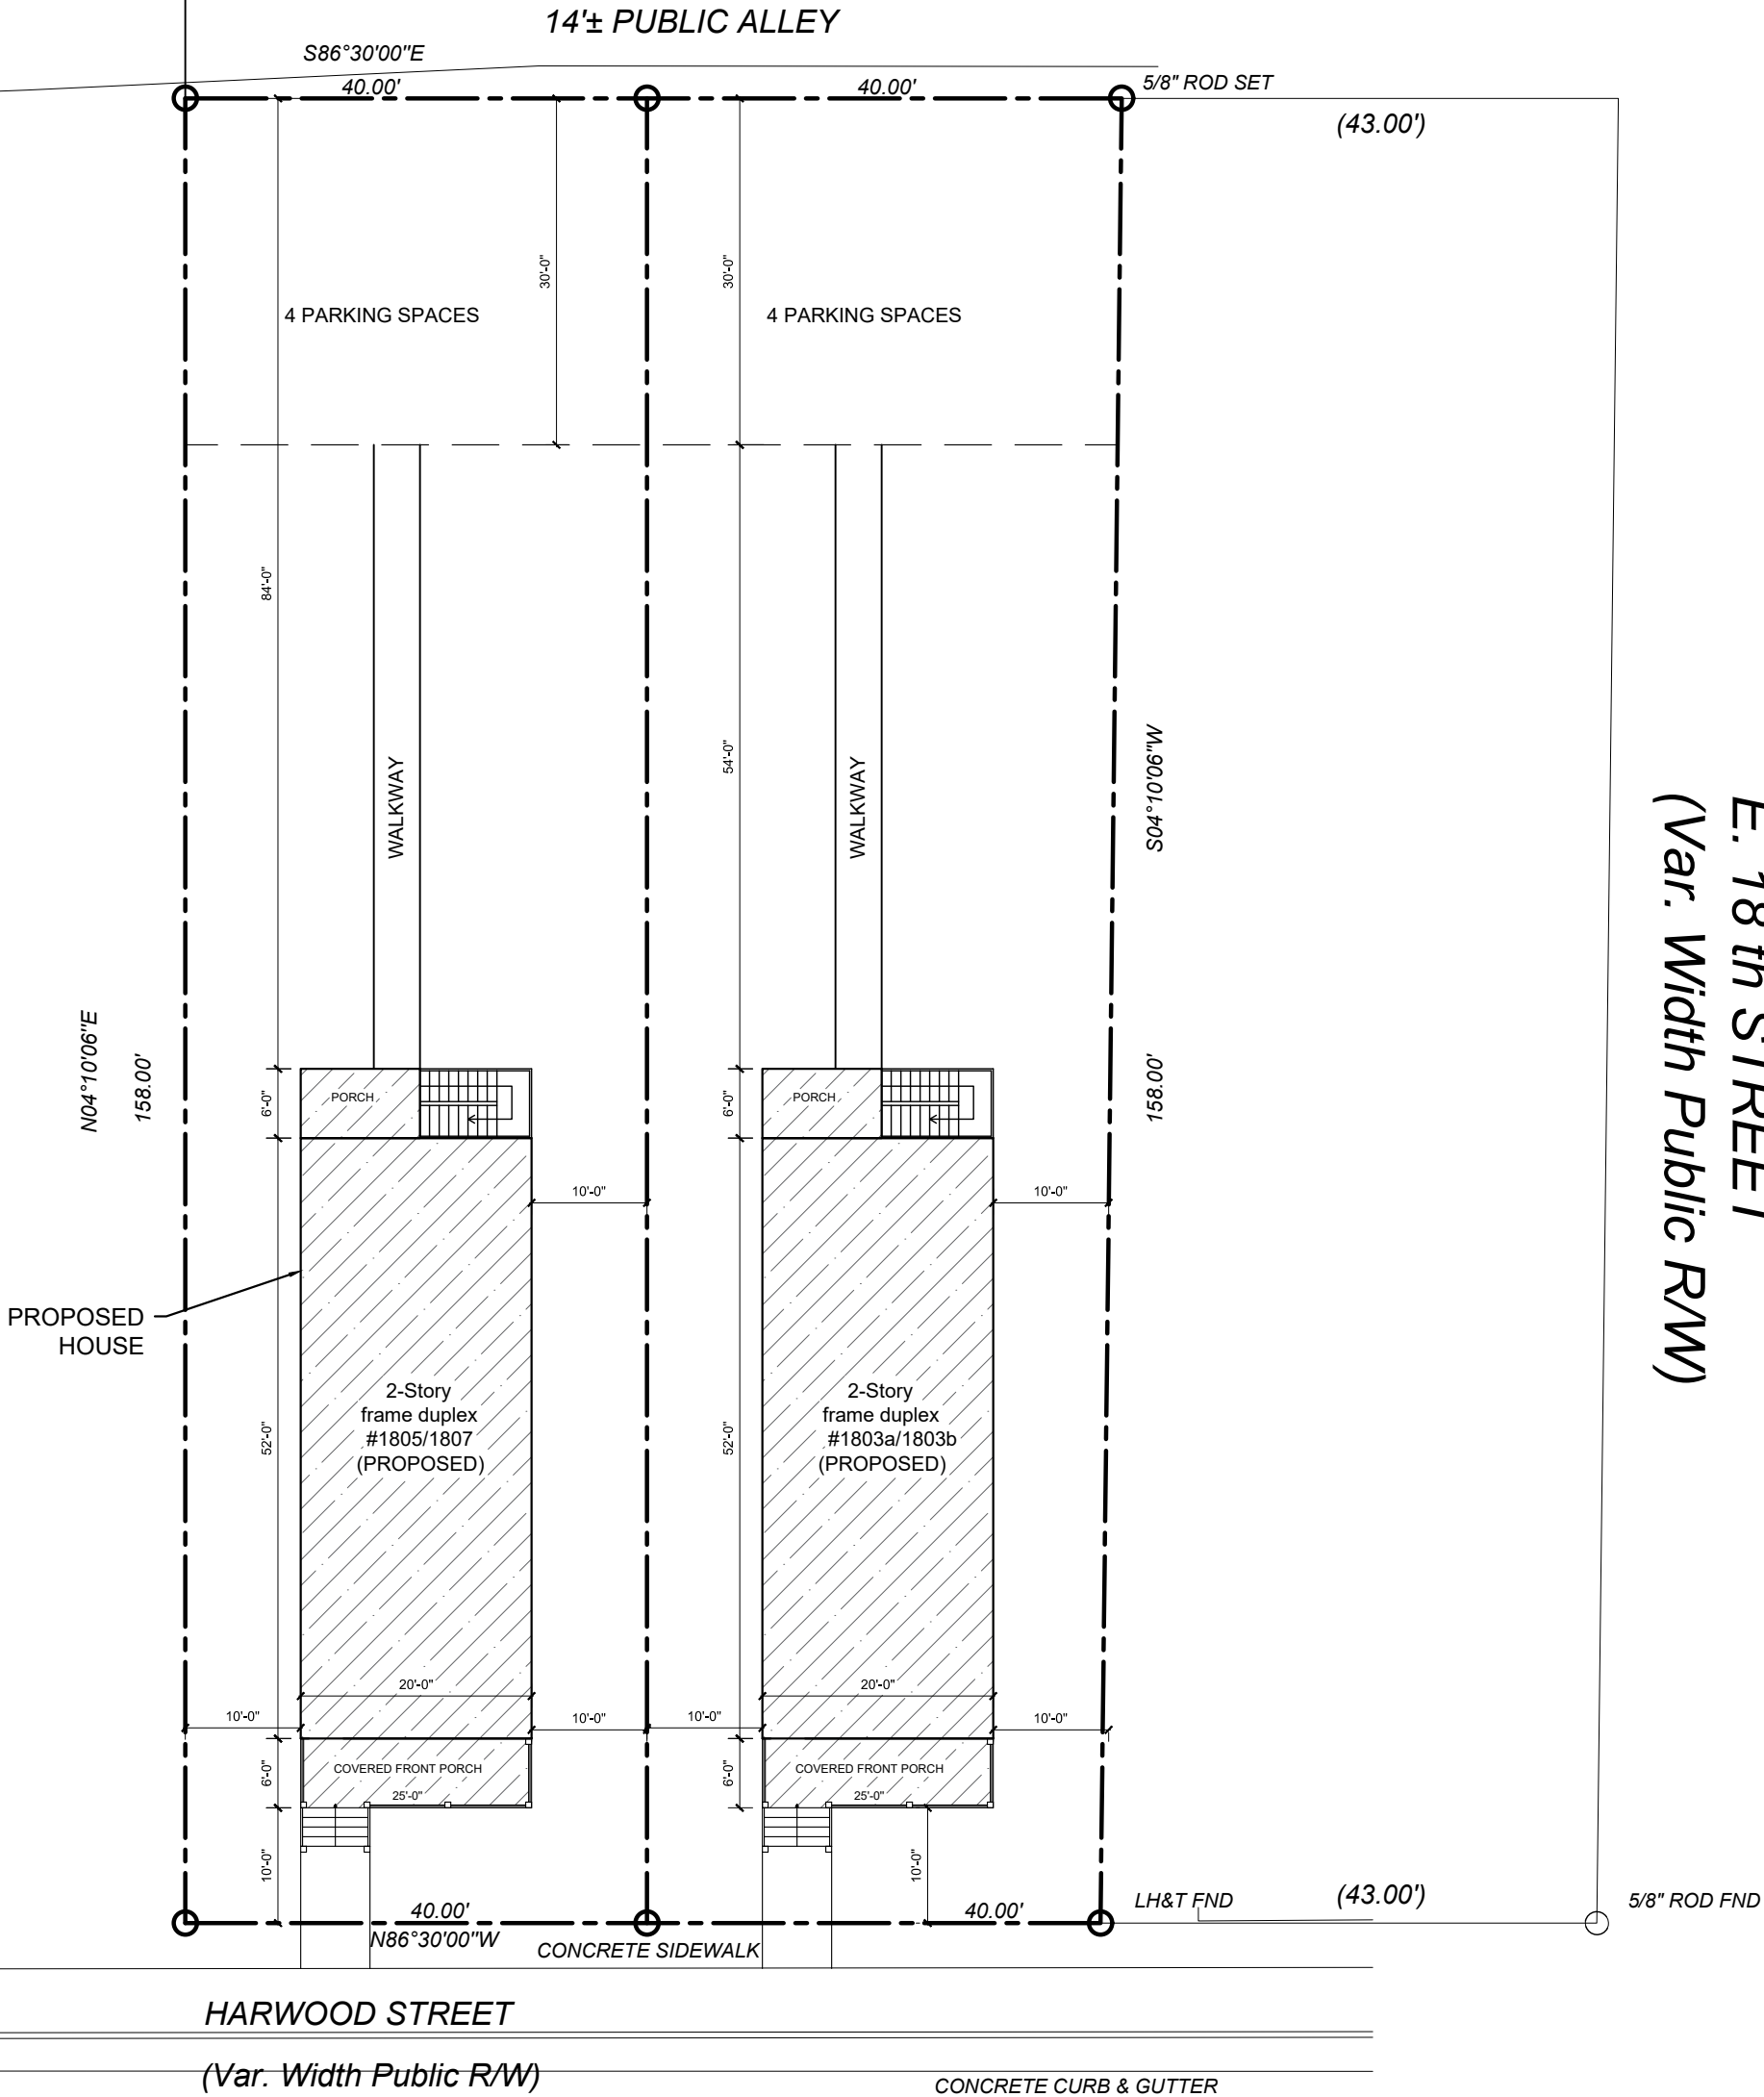 14'± PUBLIC ALLEY
S86°30'00"E
40.00'
40.00'
5/8" ROD SET
(43.00')
30'-0"
30'-0"
4 PARKING SPACES
4 PARKING SPACES
84'-0"
54'-0"
WALKWAY
WALKWAY
S04°10'06"W
158.00'
E. 18 th STREET
(Var. Width Public R/W)
N04°10'06"E
158.00'
6'-0"
PORCH
6'-0"
PORCH
10'-0"
10'-0"
PROPOSED
HOUSE
2-Story
frame duplex
#1805/1807
(PROPOSED)
2-Story
frame duplex
#1803a/1803b
(PROPOSED)
52'-0"
52'-0"
20'-0"
20'-0"
10'-0"
10'-0"
10'-0"
10'-0"
6'-0"
COVERED FRONT PORCH
25'-0"
6'-0"
COVERED FRONT PORCH
25'-0"
10'-0"
10'-0"
40.00'
40.00'
LH&T FND
(43.00')
5/8" ROD FND
N86°30'00"W
CONCRETE SIDEWALK
HARWOOD STREET
(Var. Width Public R/W)
CONCRETE CURB & GUTTER